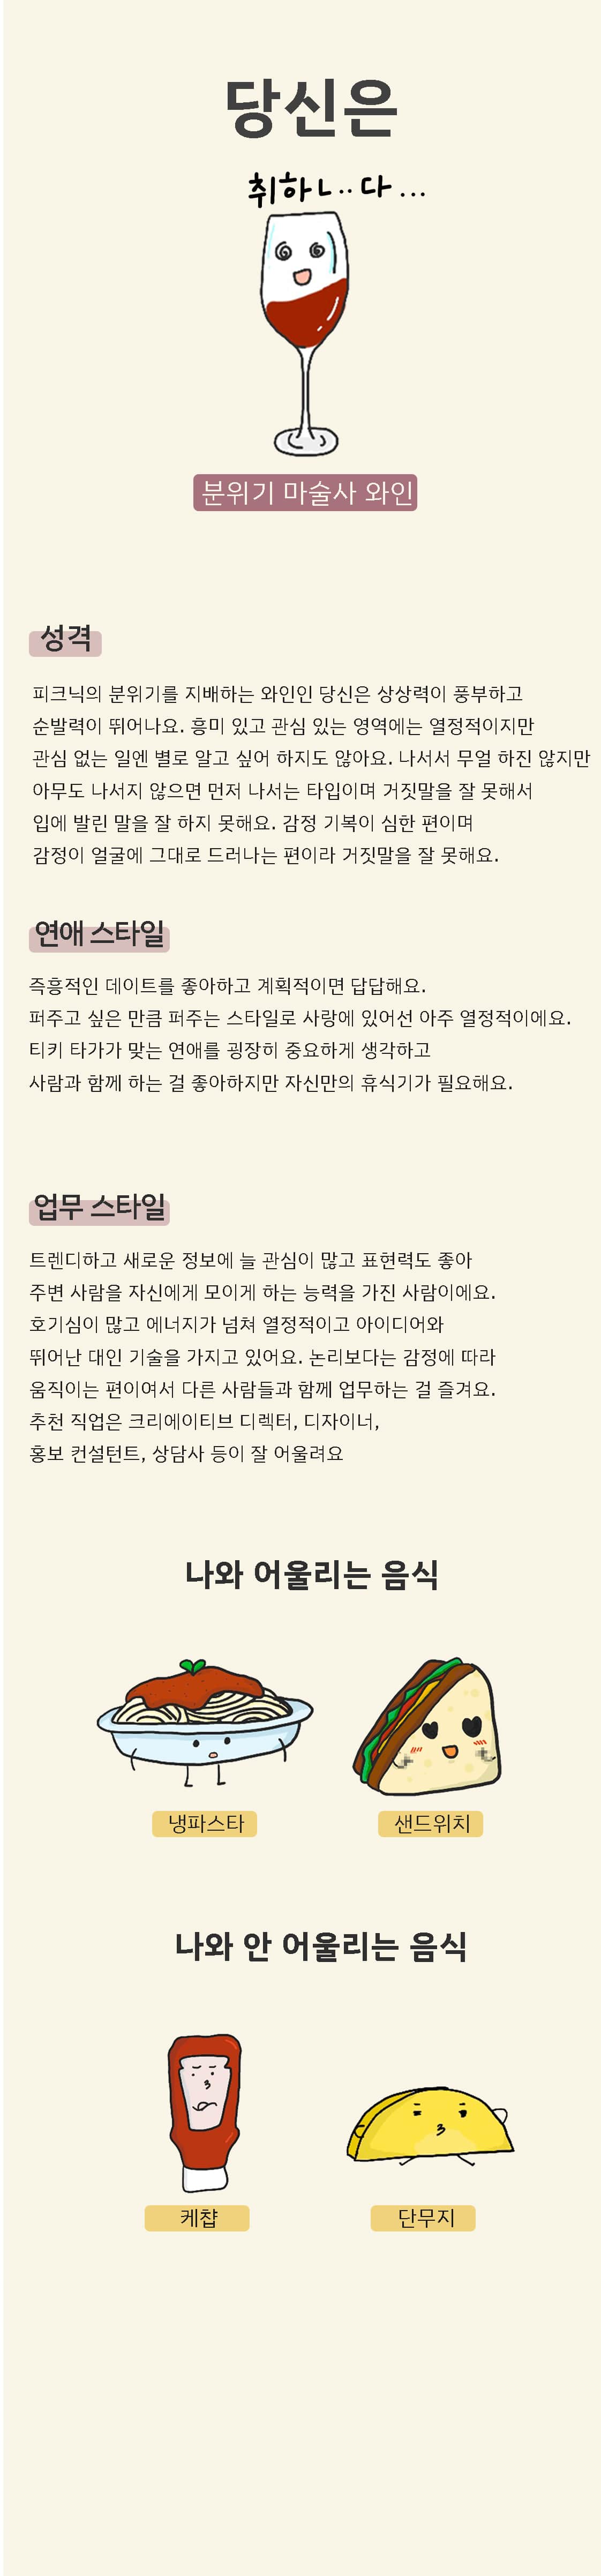 당신은
취하ㄴ..다...
분위기 마술사 와인
성격
피크닉의 분위기를 지배하는 와인인 당신은 상상력이 풍부하고
순발력이 뛰어나요. 흥미 있고 관심 있는 영역에는 열정적이지만
관심 없는 일엔 별로 알고 싶어 하지도 않아요. 나서서 무얼 하진 않지만
아무도 나서지 않으면 먼저 나서는 타입이며 거짓말을 잘 못해서
입에 발린 말을 잘 하지 못해요. 감정 기복이 심한 편이며
감정이 얼굴에 그대로 드러나는 편이라 거짓말을 잘 못해요.
연애 스타일
즉흥적인 데이트를 좋아하고 계획적이면 답답해요.
퍼주고 싶은 만큼 퍼주는 스타일로 사랑에 있어선 아주 열정적이에요.
티키 타가가 맞는 연애를 굉장히 중요하게 생각하고
사람과 함께 하는 걸 좋아하지만 자신만의 휴식기가 필요해요.
업무 스타일
트렌디하고 새로운 정보에 늘 관심이 많고 표현력도 좋아
주변 사람을 자신에게 모이게 하는 능력을 가진 사람이에요.
호기심이 많고 에너지가 넘쳐 열정적이고 아이디어와
뛰어난 대인 기술을 가지고 있어요. 논리보다는 감정에 따라
움직이는 편이여서 다른 사람들과 함께 업무하는 걸 즐겨요.
추천 직업은 크리에이티브 디렉터, 디자이너,
홍보 컨설턴트, 상담사 등이 잘 어울려요
나와 어울리는 음식
냉파스타 샌드위치
나와 안 어울리는 음식
케챱 단무지